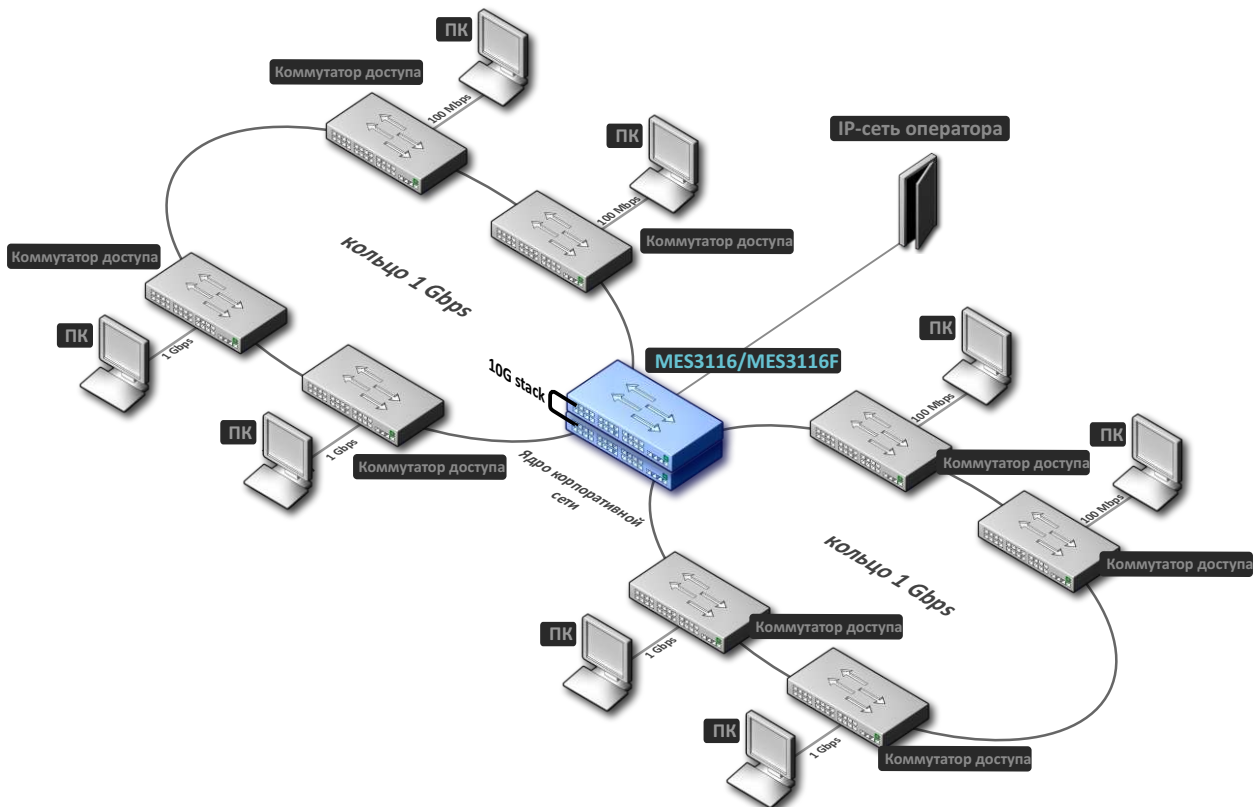 ПК
Коммутатор доступа
100 Mbps
ПК
IP-сеть оператора
100 Mbps
Коммутатор доступа
Коммутатор доступа
кольцо 1 Gbps
ПК
1 Gbps
ПК
MES3116/MES3116F
10G stack
100 Mbps
ПК
ПК
1 Gbps
Коммутатор доступа
Коммутатор доступа
Ядро корпоративной
сети
100 Mbps
кольцо 1 Gbps
Коммутатор доступа
ПК
1 Gbps
Коммутатор доступа
ПК
1 Gbps
Коммутатор доступа